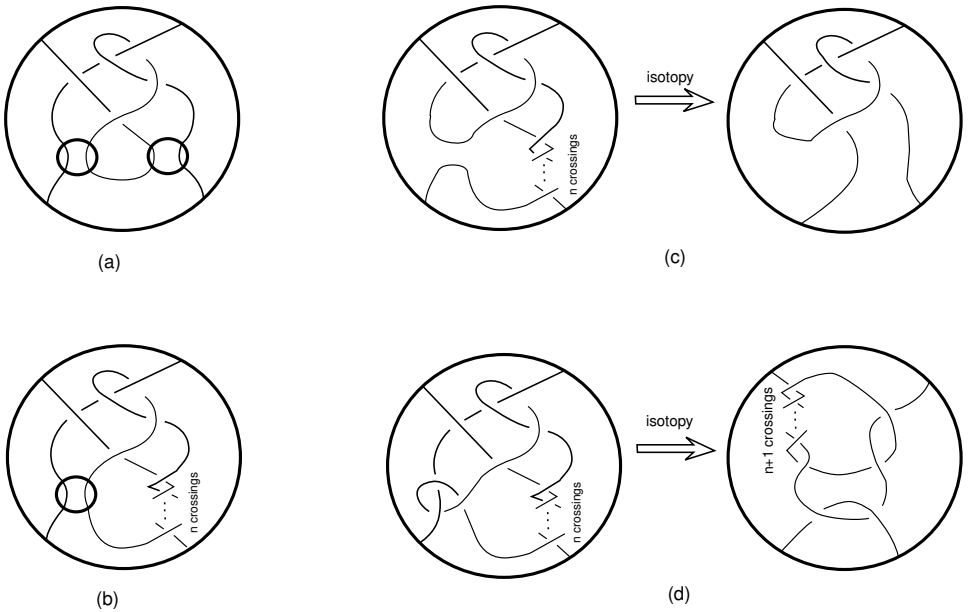 isotopy
n crossings
(a)
(c)
n crossings
n crossings
isotopy
n+1 crossings
(b)
(d)